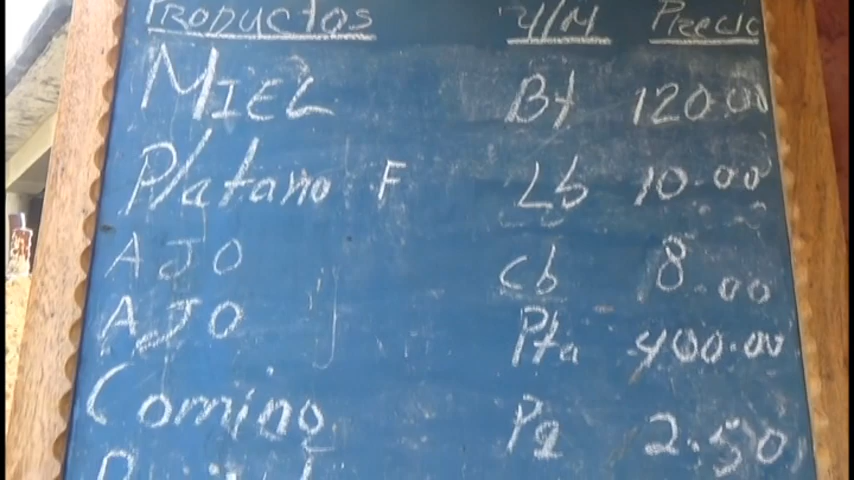 PRODUCTOS U/M Precio
MIEL Bt 120.00
Platano F Lb 10.00
AJO Cb 8.00
AJO Pta 400.00
Comino Pq 2.50